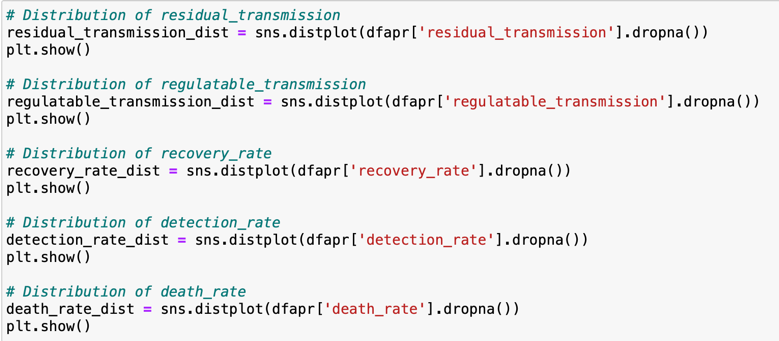 # Distribution of residual_transmission
residual_transmission_dist = sns.distplot(dfapr['residual_transmission'].dropna())
plt.show()
# Distribution of regulatable_transmission
regulatable_transmission_dist = sns.distplot(dfapr['regulatable_transmission'].dropna())
plt.show()
# Distribution of recovery_rate
recovery_rate_dist = sns.distplot(dfapr['recovery_rate'].dropna())
plt.show()
# Distribution of detection_rate
detection_rate_dist = sns.distplot(dfapr['detection_rate'].dropna())
plt.show()
# Distribution of death_rate
death_rate_dist = sns.distplot(dfapr['death_rate'].dropna())
plt.show()